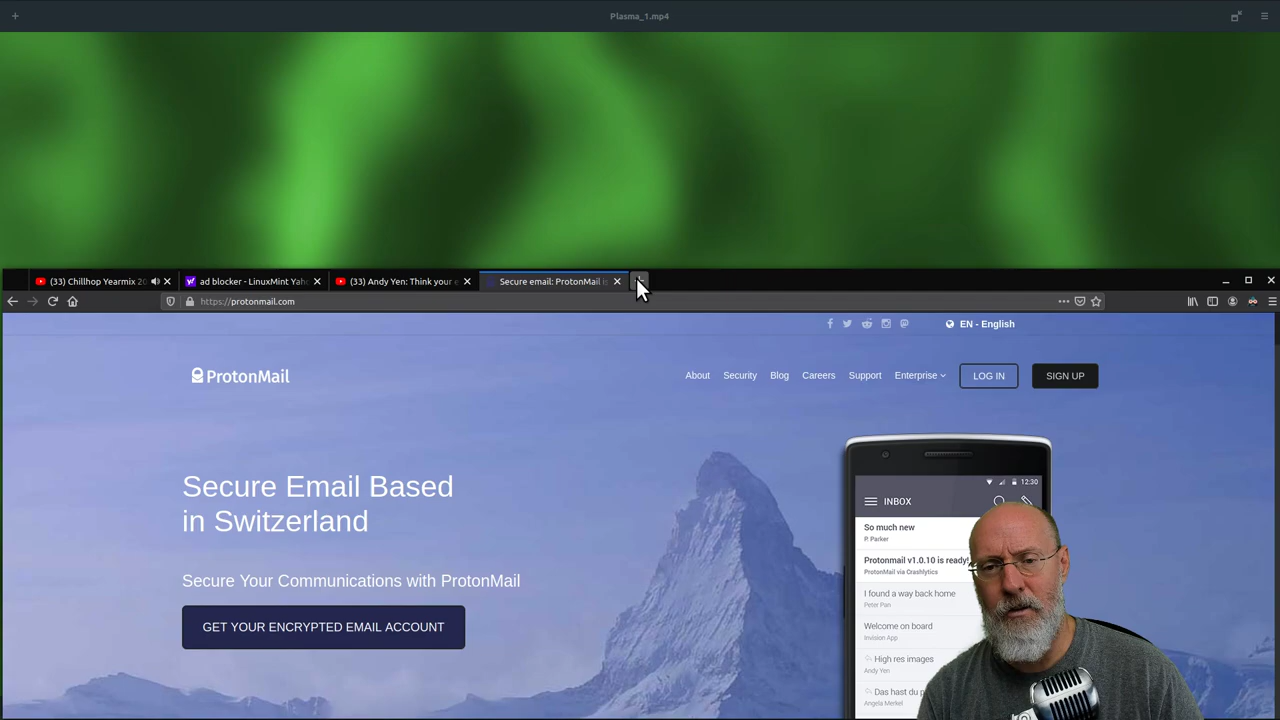 Plasma_1.mp4
(33) Chillhop Yearmix 20
ad blocker - LinuxMint Yaho
(33) Andy Yen: Think your e
Secure email: ProtonMail is
https://protonmail.com
EN - English
ProtonMail
About
Security
Blog
Careers
Support
Enterprise
LOG IN
SIGN UP
Secure Email Based
in Switzerland
Secure Your Communications with ProtonMail
GET YOUR ENCRYPTED EMAIL ACCOUNT
12:30
INBOX
So much new
P. Parker
Protonmail v1.0.10 is ready!
ProtonMail via Crashlytics
I found a way back home
Peter Pan
Welcome on board
Invision App
High res images
Andy Yen
Das hast du
Angela Merkel